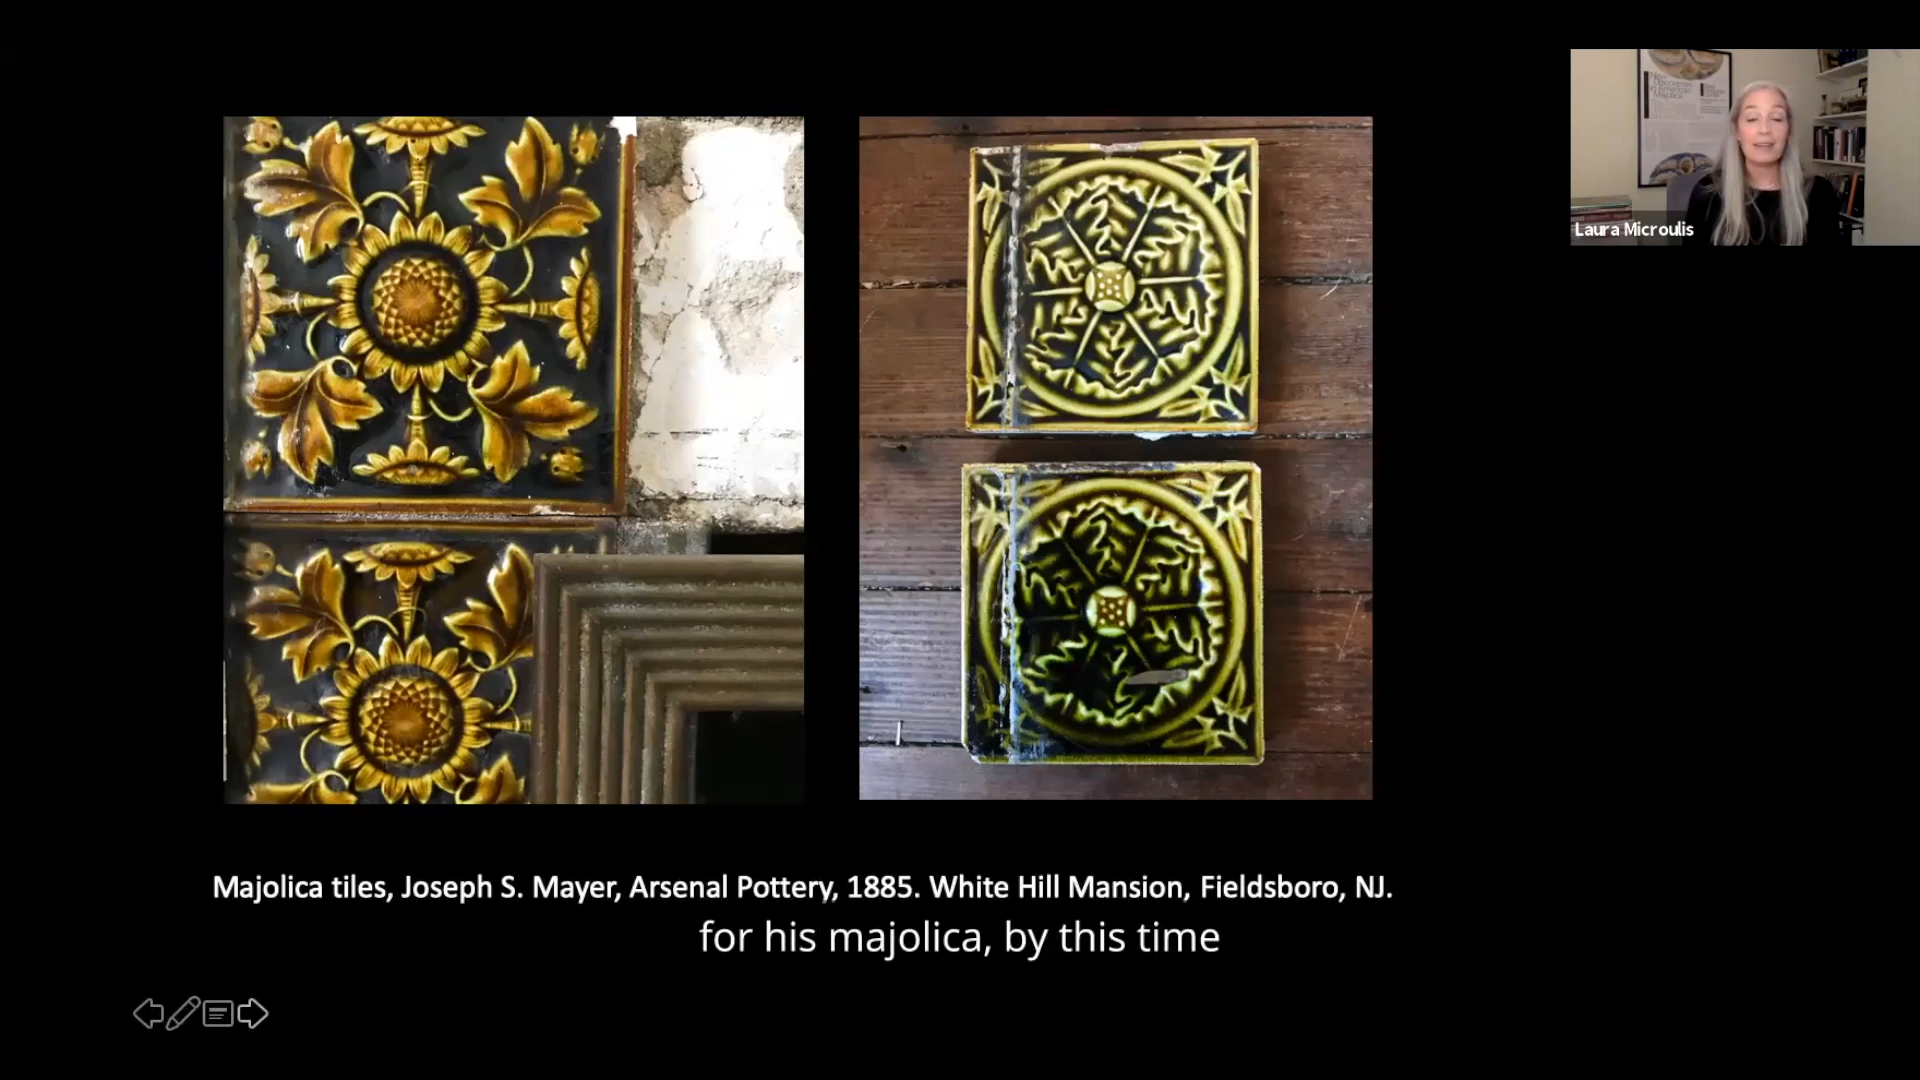 Laura Microulis
Majolica tiles, Joseph S. Mayer, Arsenal Pottery, 1885. White Hill Mansion, Fieldsboro, NJ.
for his majolica, by this time